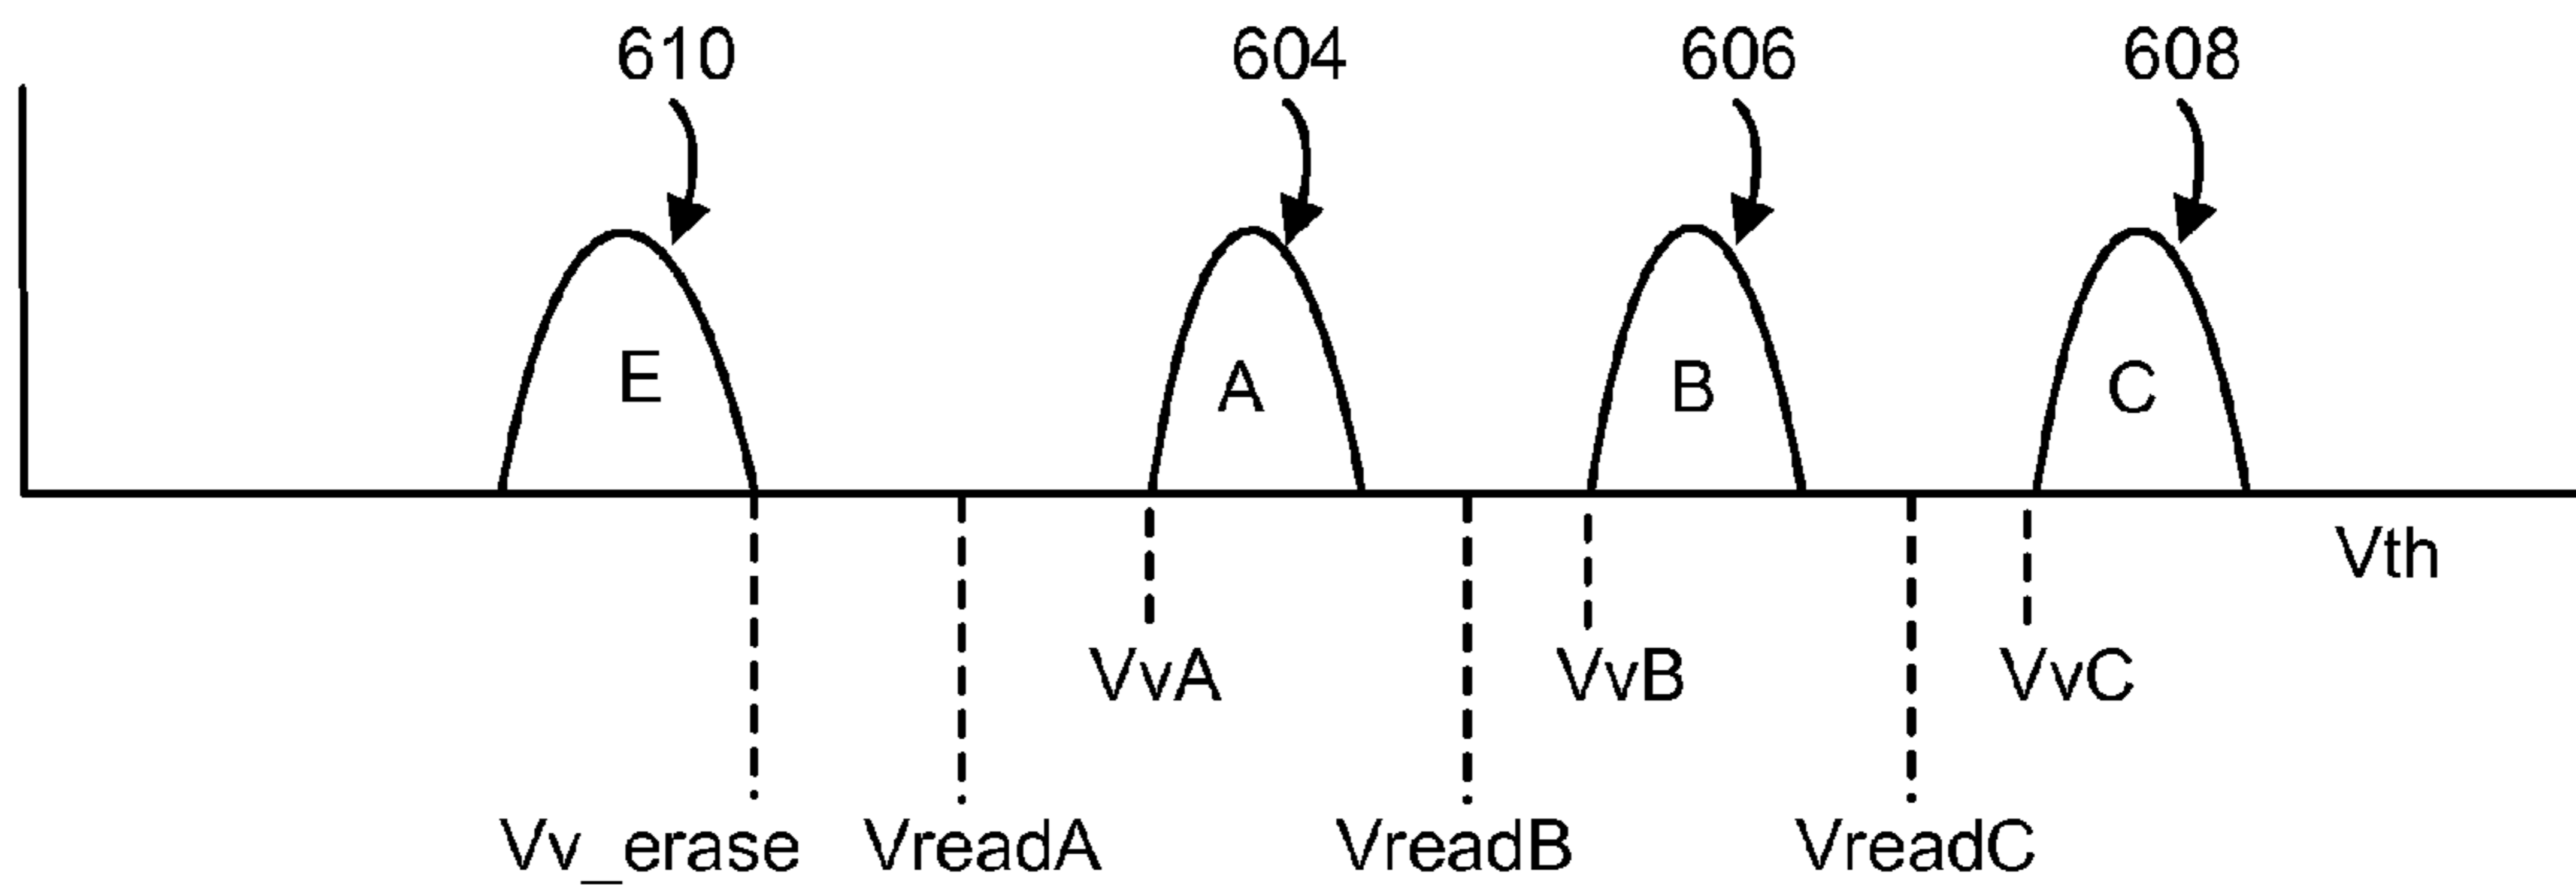 610 604 606 608
E A B C
Vth
VvA VvB VvC
Vv_erase VreadA VreadB VreadC